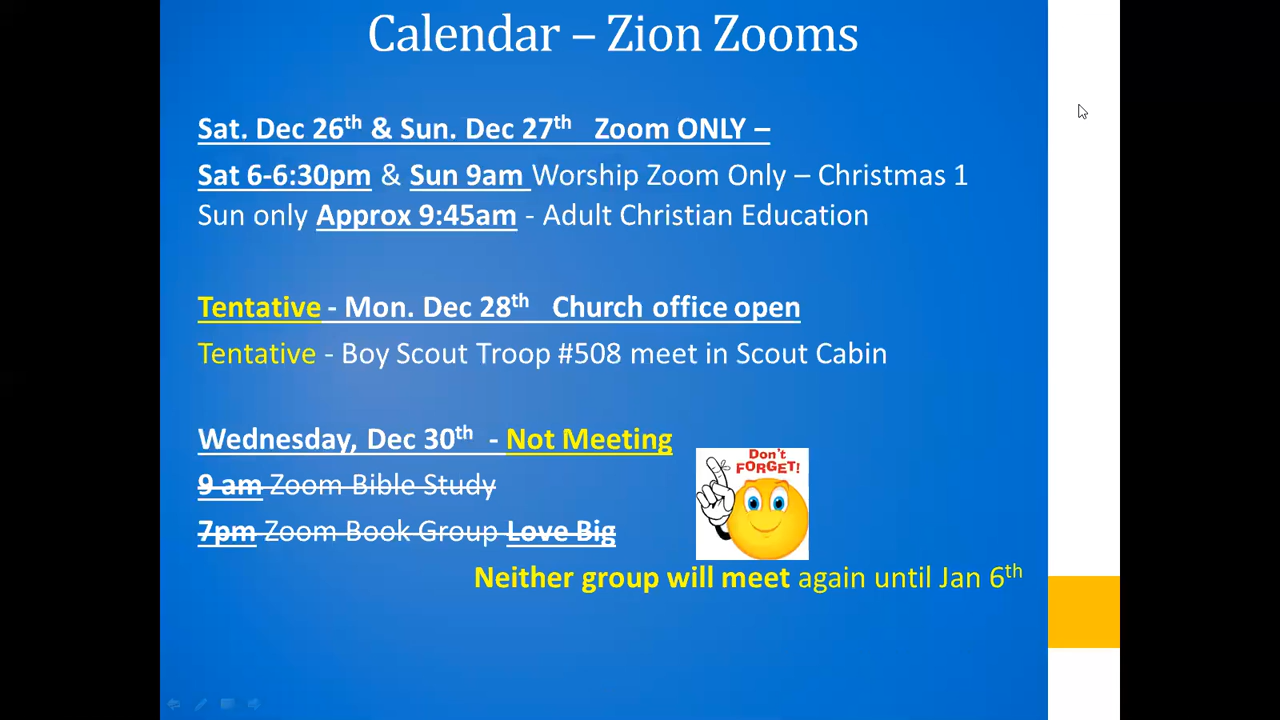 Calendar – Zion Zooms
Sat. Dec 26th & Sun. Dec 27th Zoom ONLY –
Sat 6-6:30pm & Sun 9am Worship Zoom Only – Christmas 1
Sun only Approx 9:45am - Adult Christian Education
Tentative - Mon. Dec 28th Church office open
Tentative - Boy Scout Troop #508 meet in Scout Cabin
Wednesday, Dec 30th - Not Meeting
9 am Zoom Bible Study
Don't
FORGET!
7pm Zoom Book Group Love Big
Neither group will meet again until Jan 6th